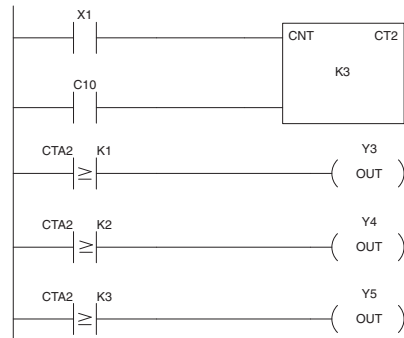 X1
CNT CT2
K3
C10
CTA2 K1 Y3
≥ OUT
CTA2 K2 Y4
≥ OUT
CTA2 K3 Y5
≥ OUT